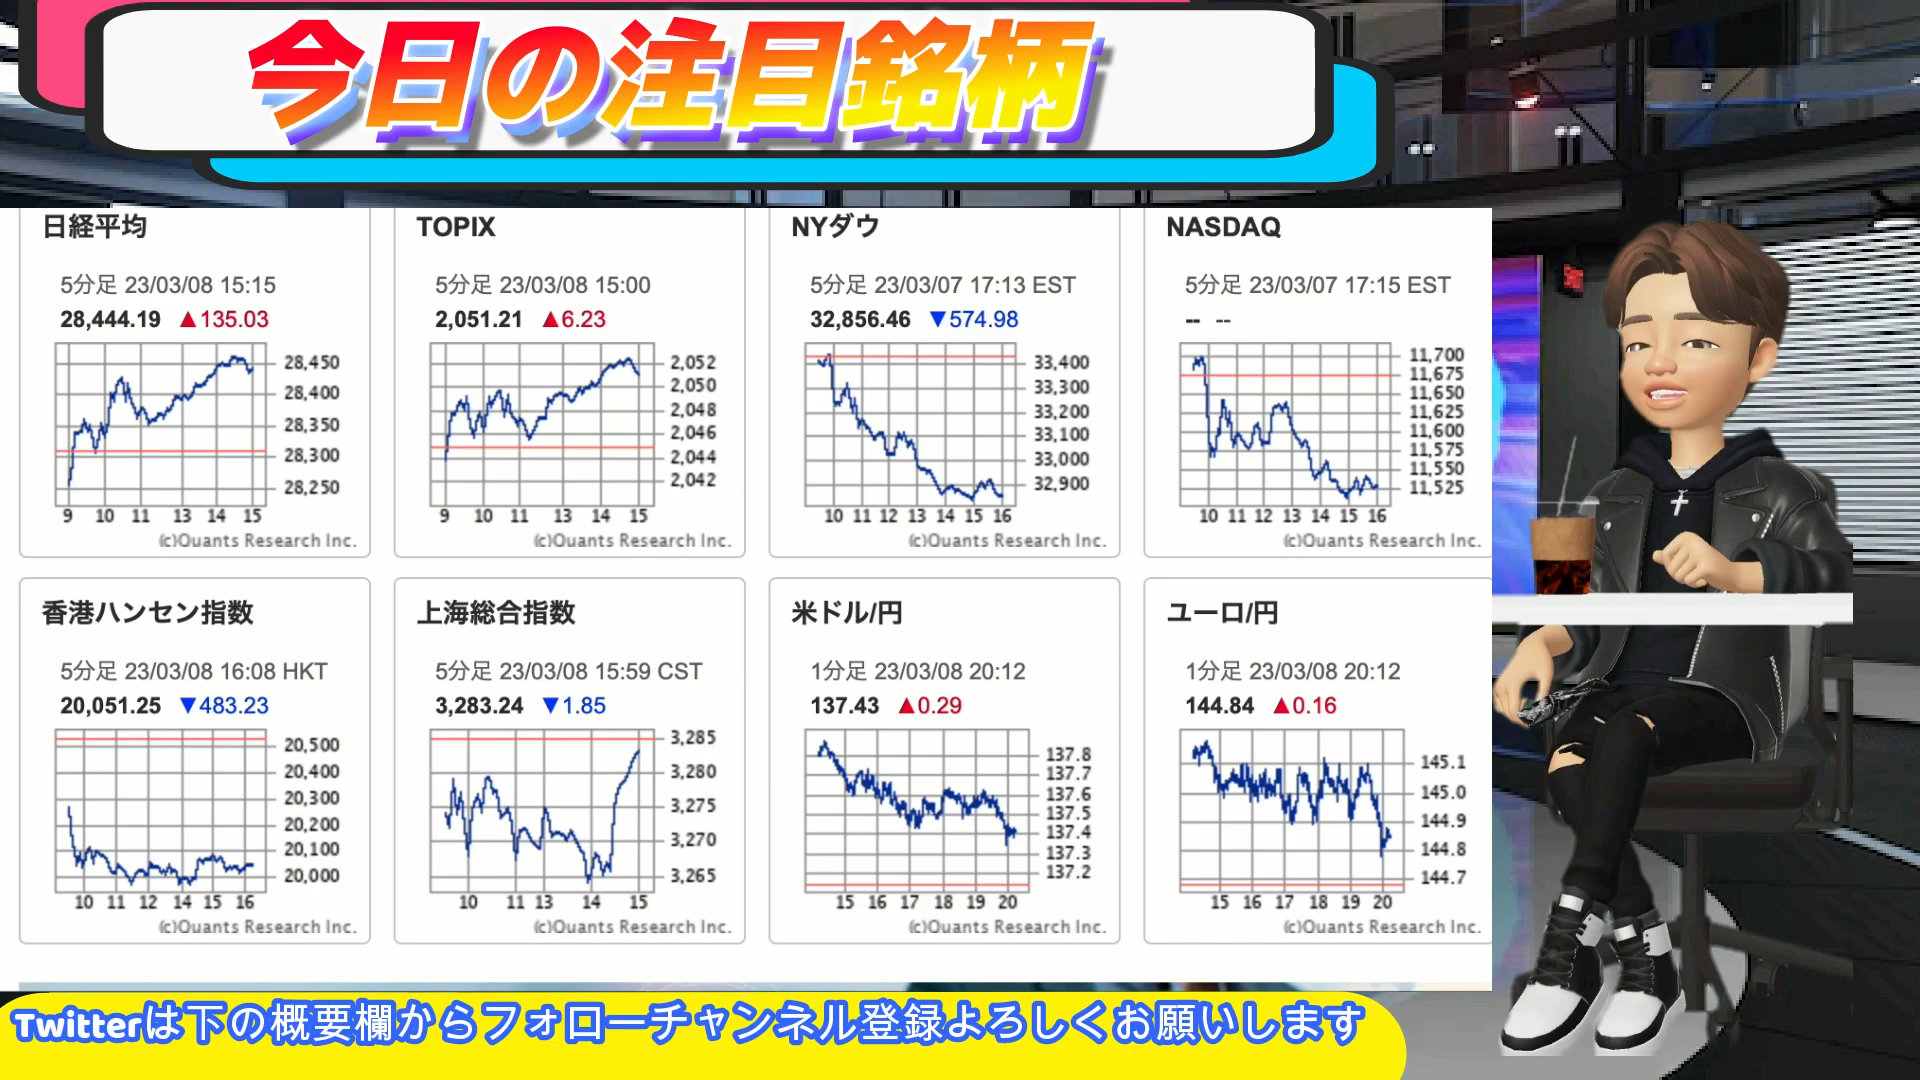 今日の注目銘柄
日経平均
5分足 23/03/08 15:15
28,444.19 ▲135.03
28,450
28,400
28,350
28,300
28,250
9 10 11 13 14 15
(c)Quants Research Inc.
TOPIX
5分足 23/03/08 15:00
2,051.21 ▲6.23
2,052
2,050
2,048
2,046
2,044
2,042
9 10 11 13 14 15
(c)Quants Research Inc.
NYダウ
5分足 23/03/07 17:13 EST
32,856.46 ▼574.98
33,400
33,300
33,200
33,100
33,000
32,900
10 11 12 13 14 15 16
(c)Quants Research Inc.
NASDAQ
5分足 23/03/07 17:15 EST
-- --
11,700
11,675
11,650
11,625
11,600
11,575
11,550
11,525
10 11 12 13 14 15 16
(c)Quants Research Inc.
香港ハンセン指数
5分足 23/03/08 16:08 HKT
20,051.25 ▼483.23
20,500
20,400
20,300
20,200
20,100
20,000
10 11 12 14 15 16
(c)Quants Research Inc.
上海総合指数
5分足 23/03/08 15:59 CST
3,283.24 ▼1.85
3,285
3,280
3,275
3,270
3,265
10 11 13 14 15
(c)Quants Research Inc.
米ドル/円
1分足 23/03/08 20:12
137.43 ▲0.29
137.8
137.7
137.6
137.5
137.4
137.3
137.2
15 16 17 18 19 20
(c)Quants Research Inc.
ユーロ/円
1分足 23/03/08 20:12
144.84 ▲0.16
145.1
145.0
144.9
144.8
144.7
15 16 17 18 19 20
(c)Quants Research Inc.
Twitterは下の概要欄からフォローチャンネル登録よろしくお願いします